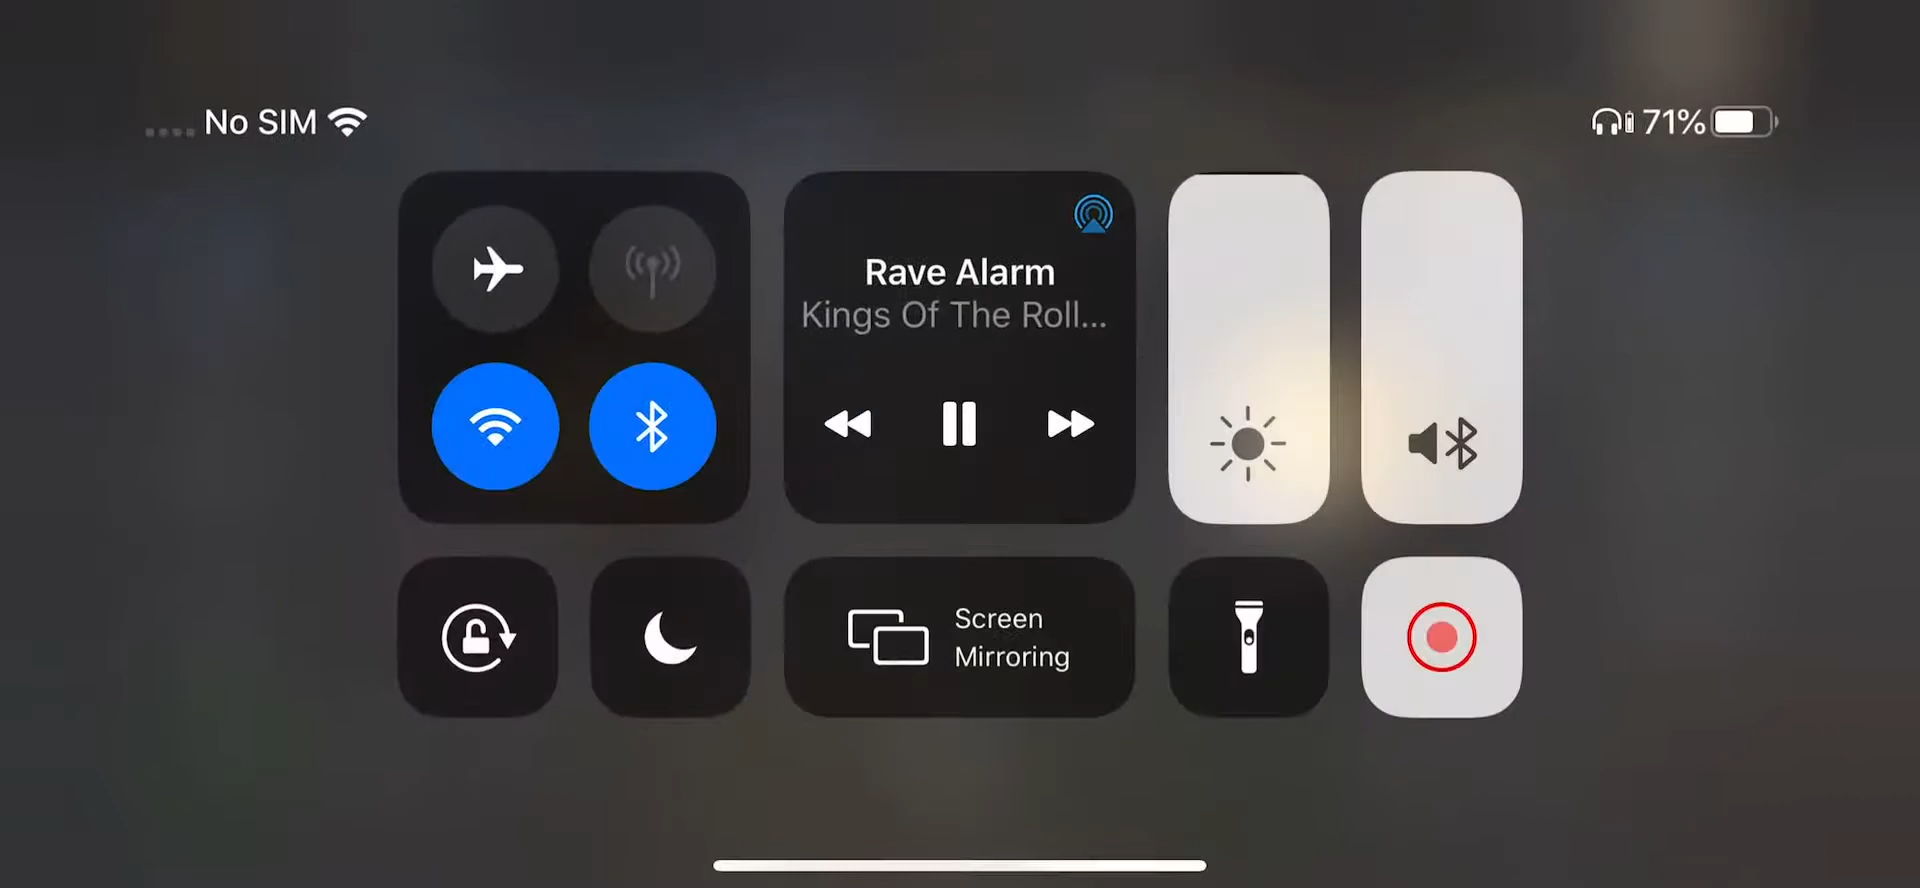 No SIM
71%
Rave Alarm
Kings Of The Roll...
Screen
Mirroring